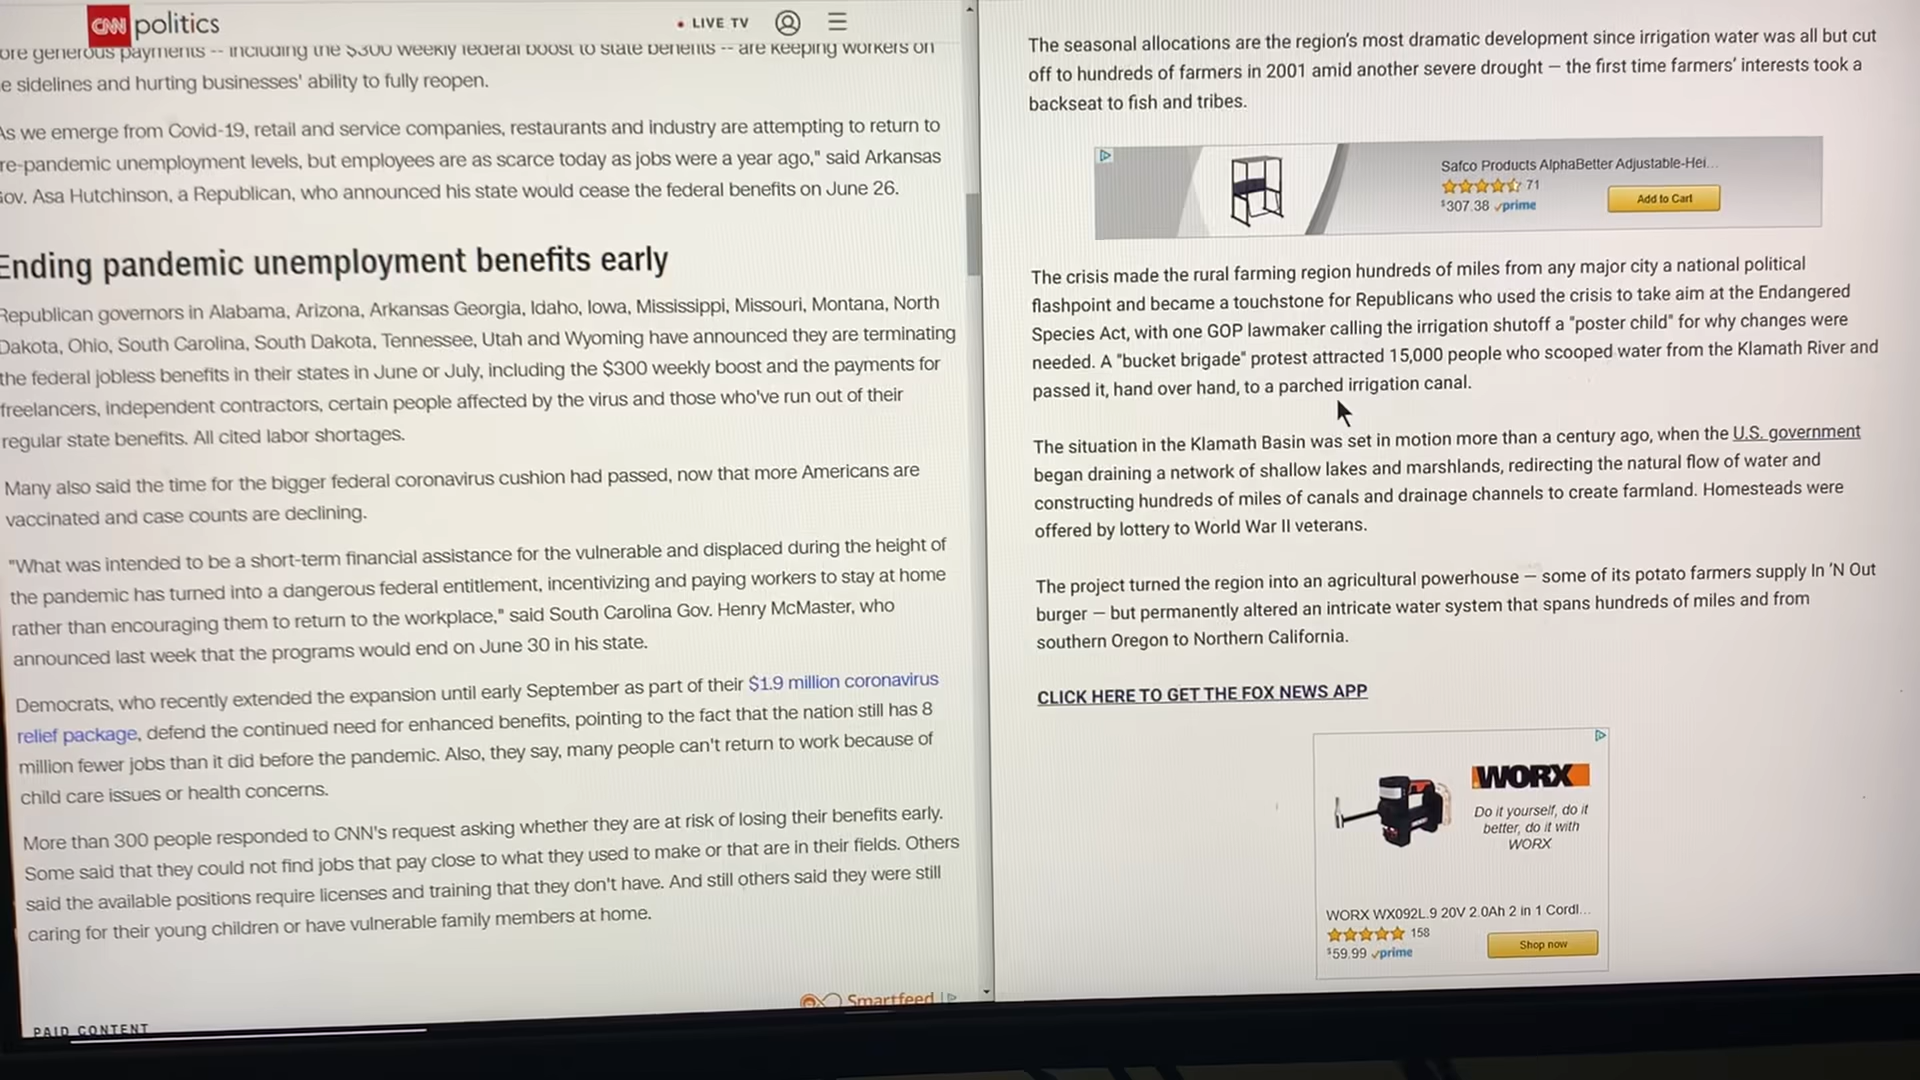 CNN politics
LIVE TV
ore generous payments -- including the $300 weekly federal boost to state benefits -- are keeping workers on
e sidelines and hurting businesses' ability to fully reopen.
As we emerge from Covid-19, retail and service companies, restaurants and industry are attempting to return to
re-pandemic unemployment levels, but employees are as scarce today as jobs were a year ago," said Arkansas
Gov. Asa Hutchinson, a Republican, who announced his state would cease the federal benefits on June 26.
Ending pandemic unemployment benefits early
Republican governors in Alabama, Arizona, Arkansas Georgia, Idaho, Iowa, Mississippi, Missouri, Montana, North
Dakota, Ohio, South Carolina, South Dakota, Tennessee, Utah and Wyoming have announced they are terminating
the federal jobless benefits in their states in June or July, including the $300 weekly boost and the payments for
freelancers, independent contractors, certain people affected by the virus and those who've run out of their
regular state benefits. All cited labor shortages.
Many also said the time for the bigger federal coronavirus cushion had passed, now that more Americans are
vaccinated and case counts are declining.
"What was intended to be a short-term financial assistance for the vulnerable and displaced during the height of
the pandemic has turned into a dangerous federal entitlement, incentivizing and paying workers to stay at home
rather than encouraging them to return to the workplace," said South Carolina Gov. Henry McMaster, who
announced last week that the programs would end on June 30 in his state.
Democrats, who recently extended the expansion until early September as part of their $1.9 million coronavirus
relief package, defend the continued need for enhanced benefits, pointing to the fact that the nation still has 8
million fewer jobs than it did before the pandemic. Also, they say, many people can't return to work because of
child care issues or health concerns.
More than 300 people responded to CNN's request asking whether they are at risk of losing their benefits early.
Some said that they could not find jobs that pay close to what they used to make or that are in their fields. Others
said the available positions require licenses and training that they don't have. And still others said they were still
caring for their young children or have vulnerable family members at home.
Smartfeed
PAID CONTENT
The seasonal allocations are the region's most dramatic development since irrigation water was all but cut
off to hundreds of farmers in 2001 amid another severe drought — the first time farmers' interests took a
backseat to fish and tribes.
Safco Products AlphaBetter Adjustable-Hei...
71
$307.38 prime
Add to Cart
The crisis made the rural farming region hundreds of miles from any major city a national political
flashpoint and became a touchstone for Republicans who used the crisis to take aim at the Endangered
Species Act, with one GOP lawmaker calling the irrigation shutoff a "poster child" for why changes were
needed. A "bucket brigade" protest attracted 15,000 people who scooped water from the Klamath River and
passed it, hand over hand, to a parched irrigation canal.
The situation in the Klamath Basin was set in motion more than a century ago, when the U.S. government
began draining a network of shallow lakes and marshlands, redirecting the natural flow of water and
constructing hundreds of miles of canals and drainage channels to create farmland. Homesteads were
offered by lottery to World War II veterans.
The project turned the region into an agricultural powerhouse — some of its potato farmers supply In 'N Out
burger — but permanently altered an intricate water system that spans hundreds of miles and from
southern Oregon to Northern California.
CLICK HERE TO GET THE FOX NEWS APP
WORX
Do it yourself, do it
better, do it with
WORX
WORX WX092L.9 20V 2.0Ah 2 in 1 Cordl...
158
$59.99 prime
Shop now